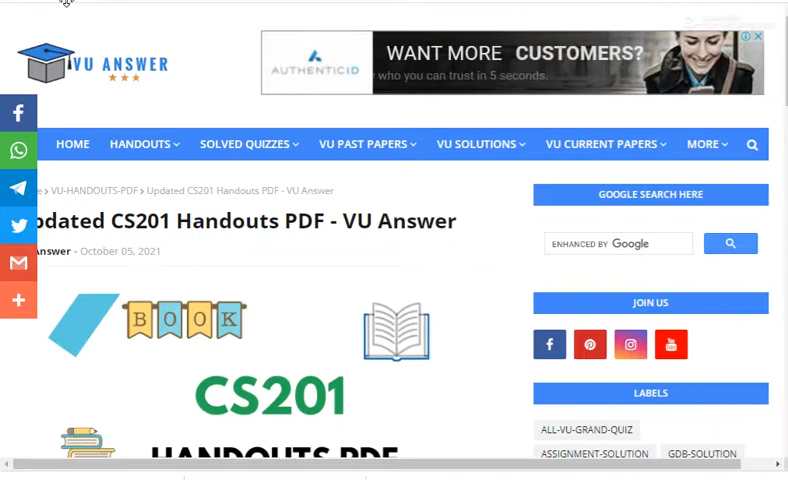 VU ANSWER
WANT MORE CUSTOMERS?
AUTHENTICID
who you can trust in 5 seconds.
HOME HANDOUTS SOLVED QUIZZES VU PAST PAPERS VU SOLUTIONS VU CURRENT PAPERS MORE
VU-HANDOUTS-PDF > Updated CS201 Handouts PDF - VU Answer
pdated CS201 Handouts PDF - VU Answer
Answer - October 05, 2021
BOOK
CS201
HANDOUTS PDF
GOOGLE SEARCH HERE
ENHANCED BY Google
JOIN US
You
LABELS
ALL-VU-GRAND-QUIZ
ASSIGNMENT-SOLUTION GDB-SOLUTION